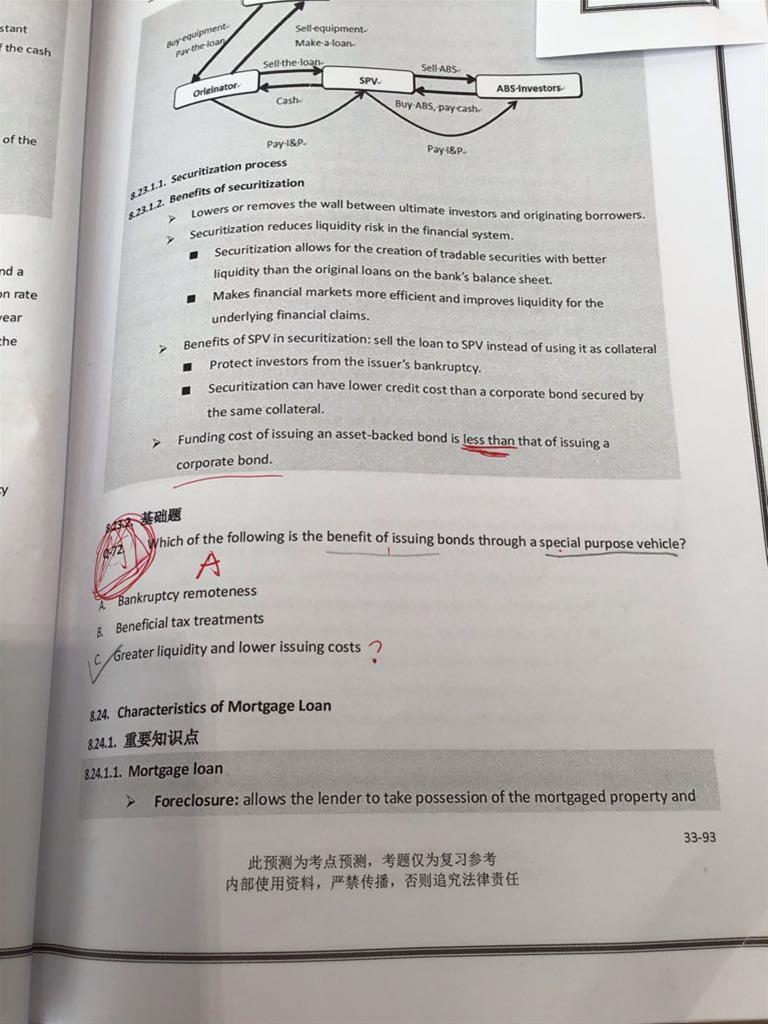 stant
f the cash
of the
nd a
on rate
year
the
Buy equipment
Pay the loan
Sell equipment
Make a loan
Sell the loan
Sell ABS
Originator
SPV
ABS Investors
Cash
Buy ABS, pay cash
Pay I&P
Pay I&P
8.23.1.1. Securitization process
8.23.1.2. Benefits of securitization
➢ Lowers or removes the wall between ultimate investors and originating borrowers.
➢ Securitization reduces liquidity risk in the financial system.
■ Securitization allows for the creation of tradable securities with better
liquidity than the original loans on the bank's balance sheet.
■ Makes financial markets more efficient and improves liquidity for the
underlying financial claims.
➢ Benefits of SPV in securitization: sell the loan to SPV instead of using it as collateral
■ Protect investors from the issuer's bankruptcy.
■ Securitization can have lower credit cost than a corporate bond secured by
the same collateral.
➢ Funding cost of issuing an asset-backed bond is less than that of issuing a
corporate bond.
8.23.2. 基础题
Q-72. Which of the following is the benefit of issuing bonds through a special purpose vehicle?
A
A. Bankruptcy remoteness
B. Beneficial tax treatments
C. Greater liquidity and lower issuing costs ?
8.24. Characteristics of Mortgage Loan
8.24.1. 重要知识点
8.24.1.1. Mortgage loan
➢ Foreclosure: allows the lender to take possession of the mortgaged property and
33-93
此预测为考点预测，考题仅为复习参考
内部使用资料，严禁传播，否则追究法律责任